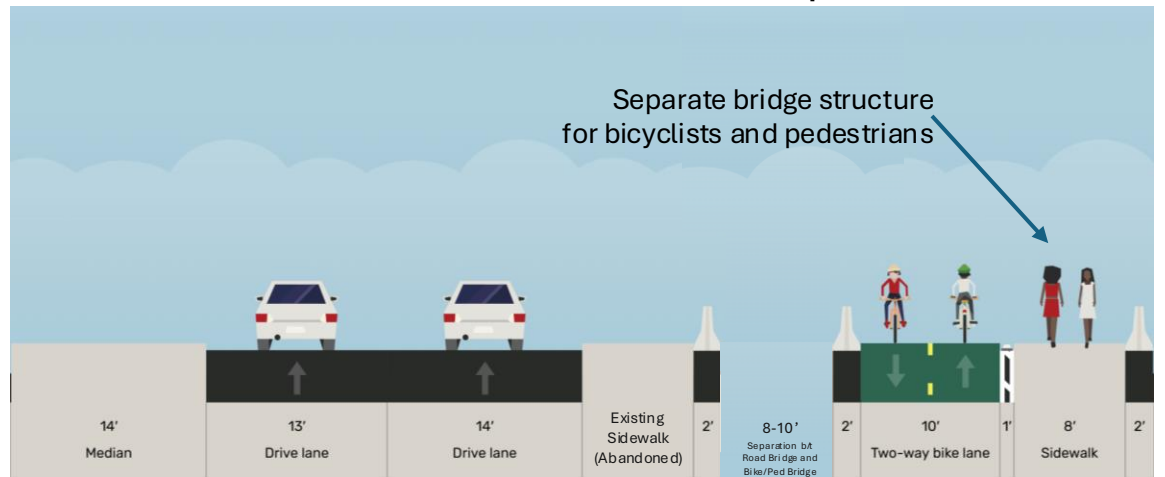 Separate bridge structure
for bicyclists and pedestrians
14'
Median
13'
Drive lane
14'
Drive lane
Existing
Sidewalk
(Abandoned)
2'
8-10'
Separation b/t
Road Bridge and
Bike/Ped Bridge
2'
10'
Two-way bike lane
1'
8'
Sidewalk
2'